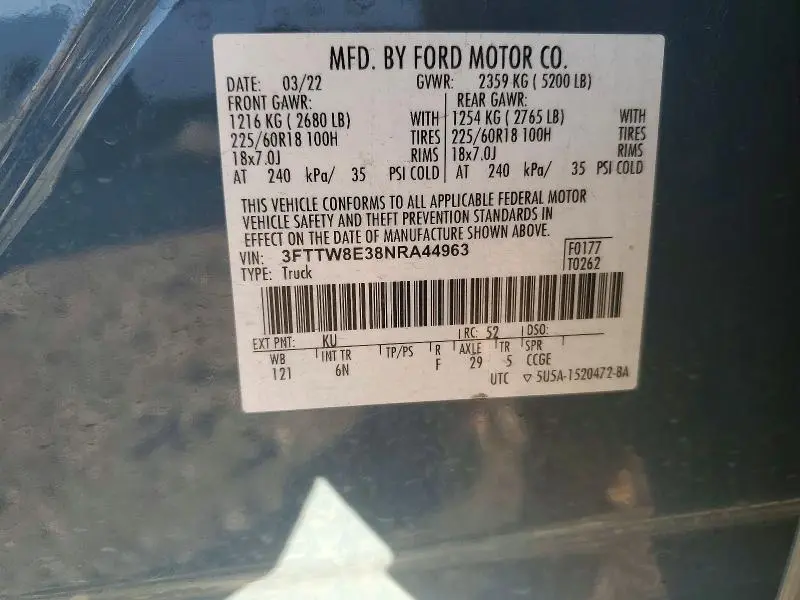 MFD. BY FORD MOTOR CO.
DATE: 03/22 GVWR: 2359 KG ( 5200 LB)
FRONT GAWR: REAR GAWR:
1216 KG ( 2680 LB) WITH 1254 KG ( 2765 LB) WITH
225/60R18 100H TIRES 225/60R18 100H TIRES
18x7.0J RIMS 18x7.0J RIMS
AT 240 kPa/ 35 PSI COLD AT 240 kPa/ 35 PSI COLD
THIS VEHICLE CONFORMS TO ALL APPLICABLE FEDERAL MOTOR
VEHICLE SAFETY AND THEFT PREVENTION STANDARDS IN
EFFECT ON THE DATE OF MANUFACTURE SHOWN ABOVE.
VIN: 3FTTW8E38NRA44963 F0177
TYPE: Truck T0262
EXT PNT: KU RC: 52 DSO:
WB INT TR TP/PS R AXLE TR SPR
121 6N F 29 5 CCGE
UTC ▽ 5U5A-1520472-BA